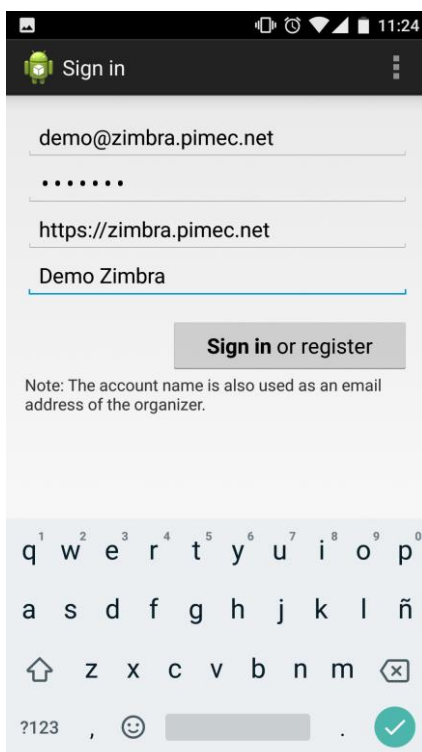 11:24
Sign in
demo@zimbra.pimec.net
•••••••
https://zimbra.pimec.net
Demo Zimbra
Sign in or register
Note: The account name is also used as an email
address of the organizer.
1 2 3 4 5 6 7 8 9 0
q w e r t y u i o p
a s d f g h j k l ñ
z x c v b n m
?123 , .